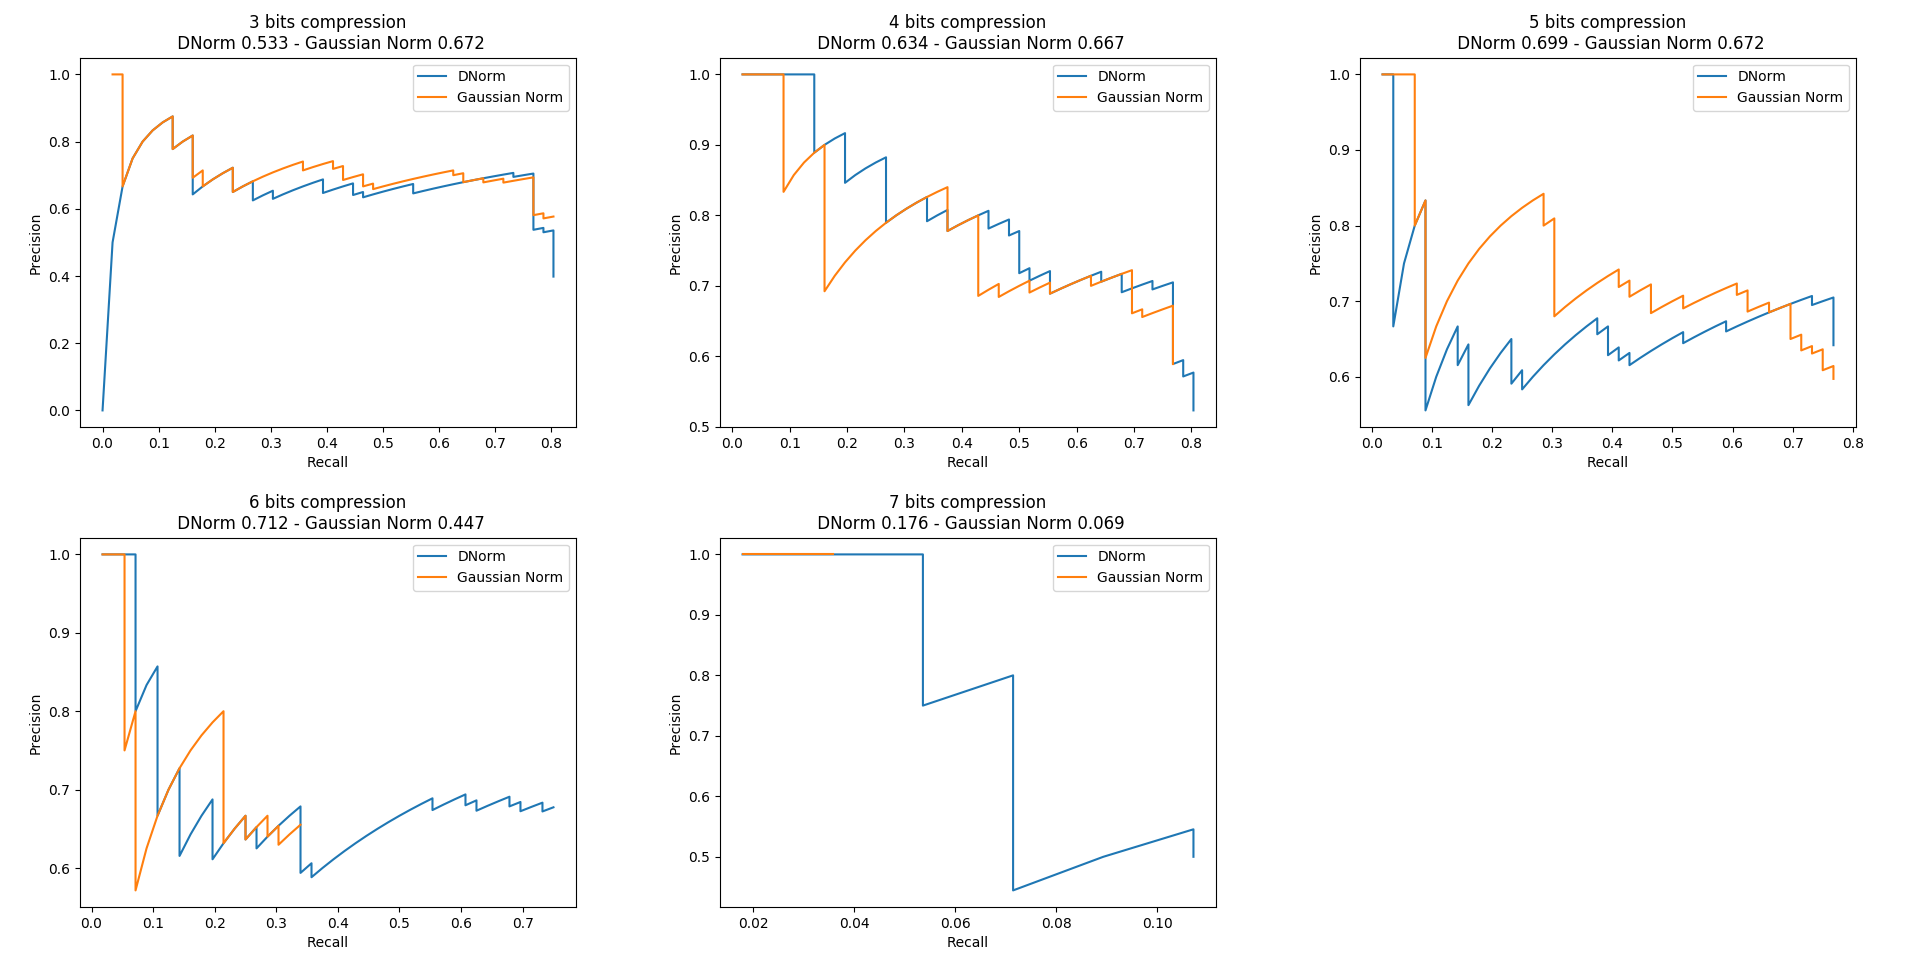 3 bits compression
DNorm 0.533 - Gaussian Norm 0.672
1.0
0.8
0.6
0.4
0.2
0.0
Precision
DNorm
Gaussian Norm
0.0 0.1 0.2 0.3 0.4 0.5 0.6 0.7 0.8
Recall
4 bits compression
DNorm 0.634 - Gaussian Norm 0.667
1.0
0.9
0.8
0.7
0.6
0.5
Precision
DNorm
Gaussian Norm
0.0 0.1 0.2 0.3 0.4 0.5 0.6 0.7 0.8
Recall
5 bits compression
DNorm 0.699 - Gaussian Norm 0.672
1.0
0.9
0.8
0.7
0.6
Precision
DNorm
Gaussian Norm
0.0 0.1 0.2 0.3 0.4 0.5 0.6 0.7 0.8
Recall
6 bits compression
DNorm 0.712 - Gaussian Norm 0.447
1.0
0.9
0.8
0.7
0.6
Precision
DNorm
Gaussian Norm
0.0 0.1 0.2 0.3 0.4 0.5 0.6 0.7
Recall
7 bits compression
DNorm 0.176 - Gaussian Norm 0.069
1.0
0.9
0.8
0.7
0.6
0.5
Precision
DNorm
Gaussian Norm
0.02 0.04 0.06 0.08 0.10
Recall